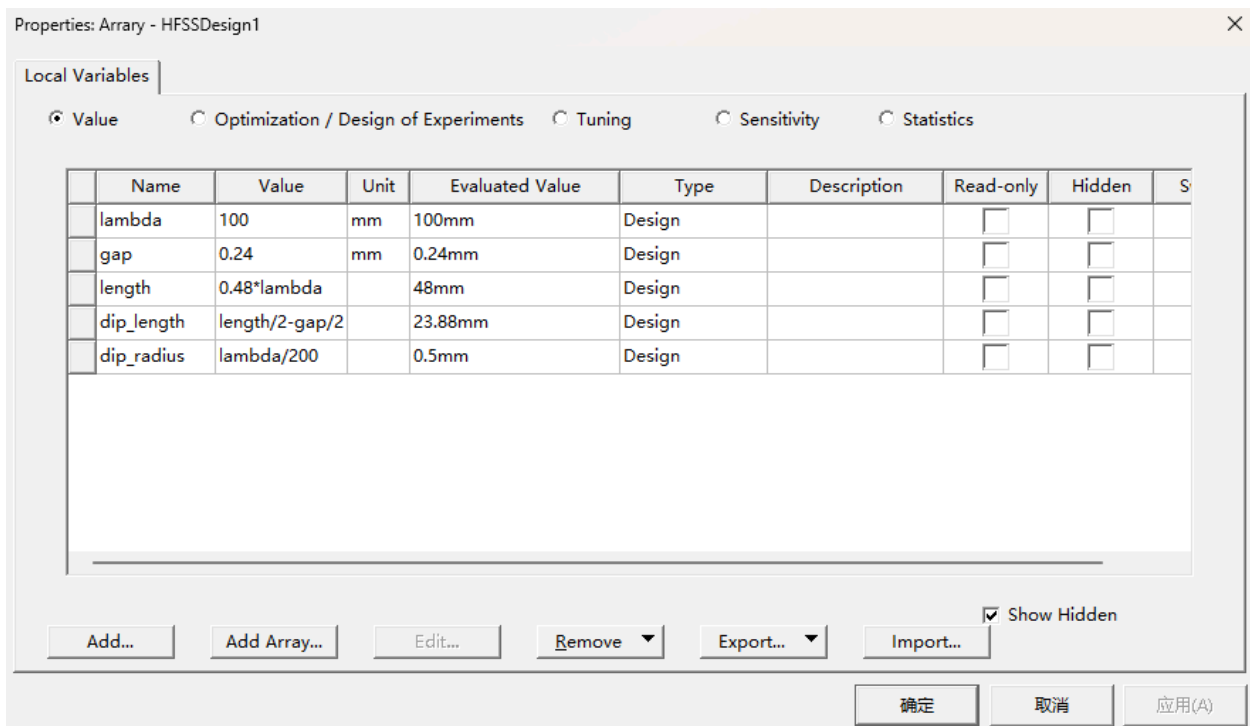 Properties: Arrary - HFSSDesign1
Local Variables
Value Optimization / Design of Experiments Tuning Sensitivity Statistics
Name Value Unit Evaluated Value Type Description Read-only Hidden
lambda 100 mm 100mm Design
gap 0.24 mm 0.24mm Design
length 0.48*lambda 48mm Design
dip_length length/2-gap/2 23.88mm Design
dip_radius lambda/200 0.5mm Design
Show Hidden
Add... Add Array... Edit... Remove Export... Import...
确定 取消 应用(A)